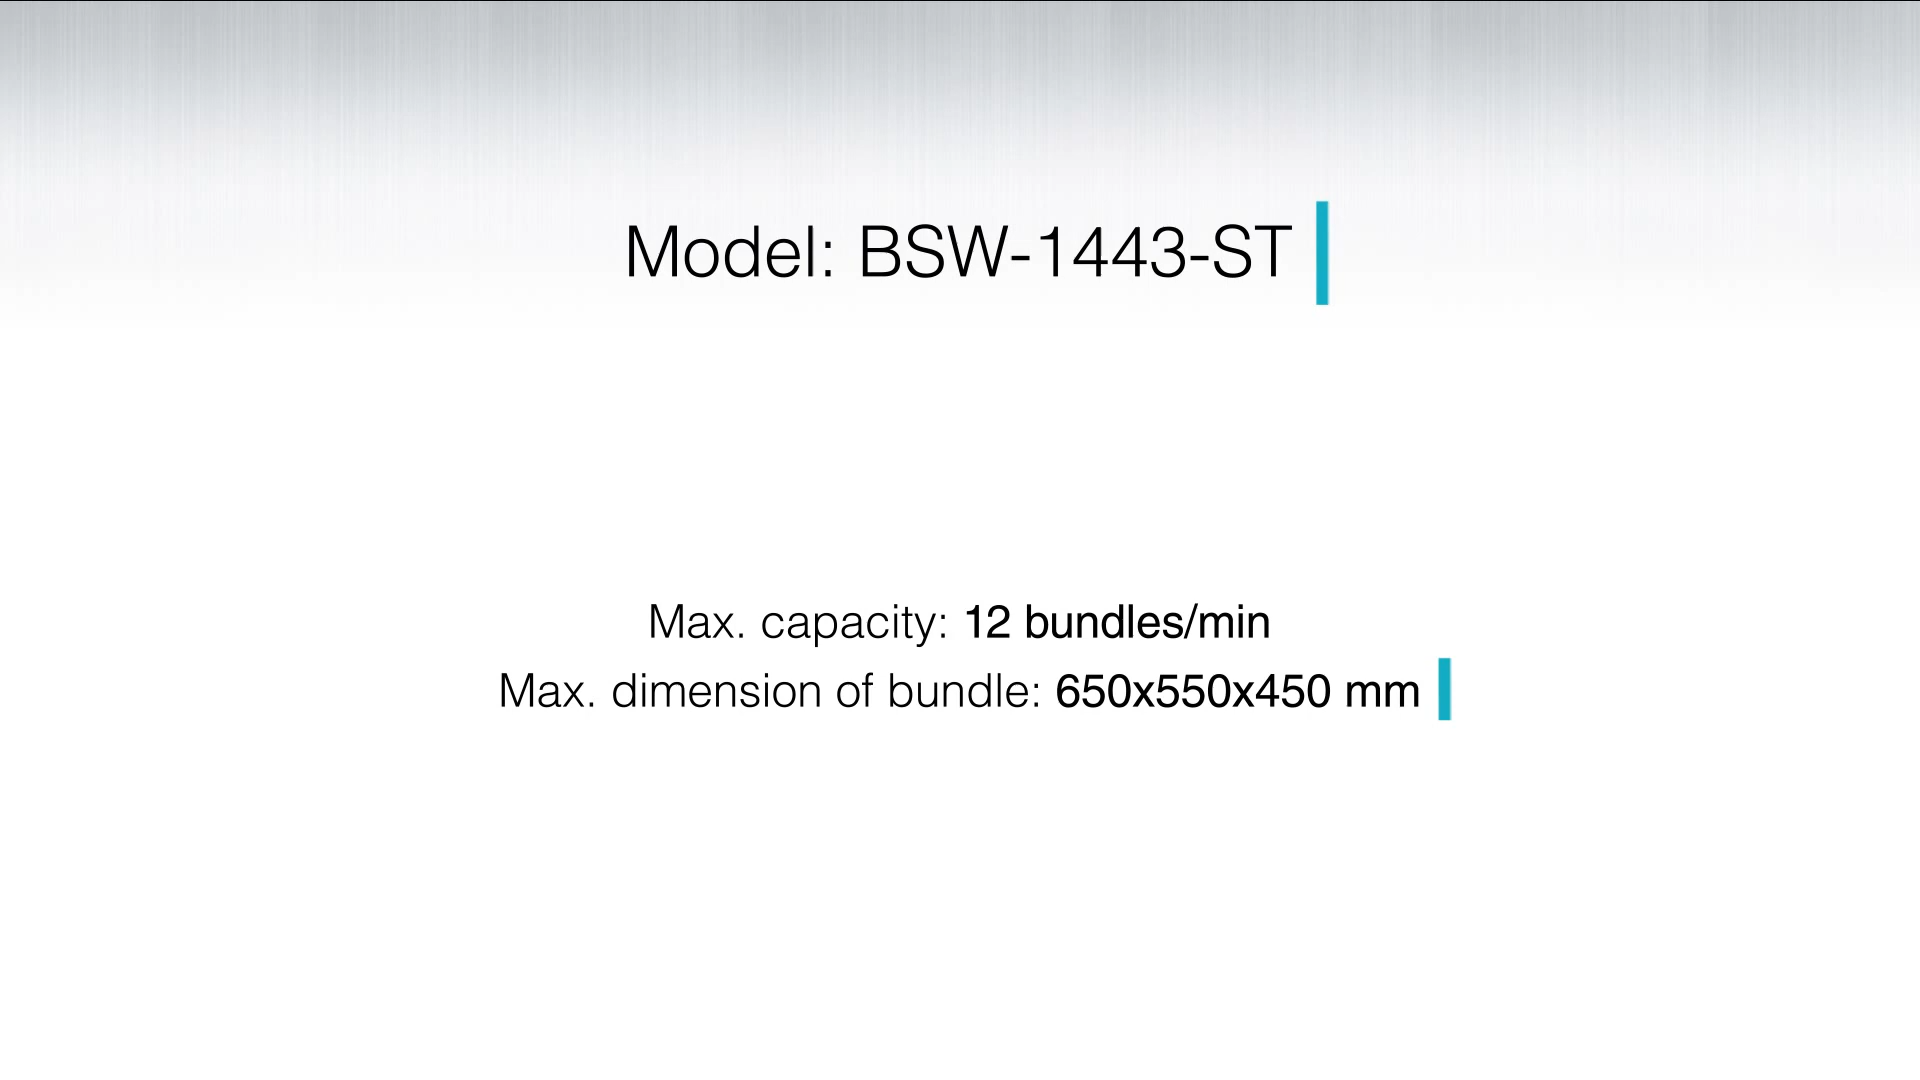 Model: BSW-1443-ST
Max. capacity: 12 bundles/min
Max. dimension of bundle: 650x550x450 mm